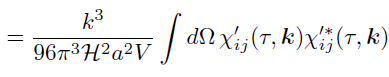 $= \frac{k^3}{96\pi^3 \mathcal{H}^2 a^2 V} \int d\Omega \, \chi'_{ij}(\tau, \boldsymbol{k}) \chi'^{*}_{ij}(\tau, \boldsymbol{k})$